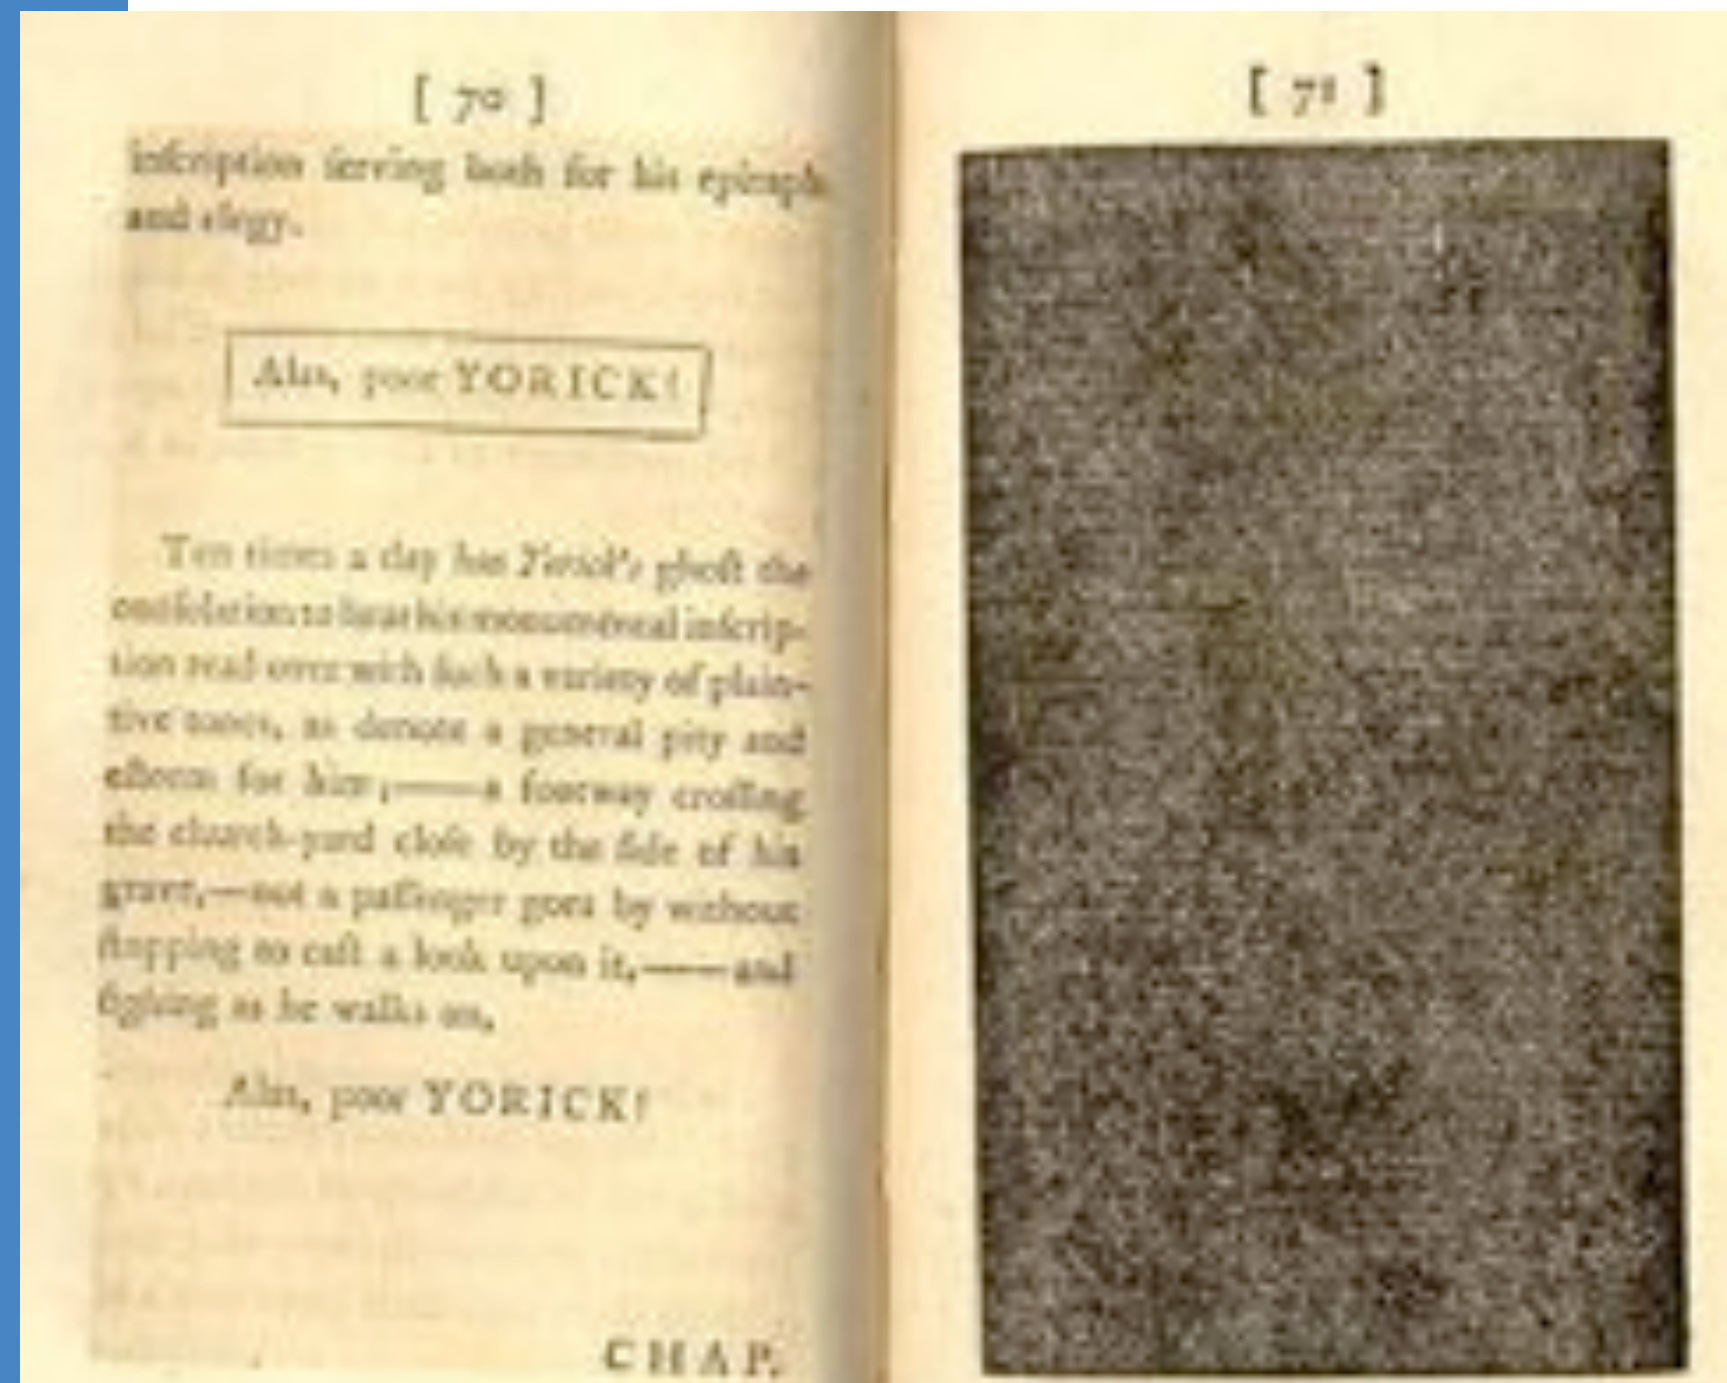 [ 70 ]
inſcription ſerving both for his epitaph
and elegy.
Alas, poor YORICK!
Ten times a day has Yorick's ghoſt the
conſolation to hear his monumental inſcrip-
tion read over with ſuch a variety of plain-
tive tones, as denote a general pity and
eſteem for him;——a footway croſſing
the church-yard cloſe by the ſide of his
grave,—not a paſſenger goes by without
ſtopping to caſt a look upon it,——and
ſighing as he walks on,
Alas, poor YORICK!
CHAP.
[ 71 ]